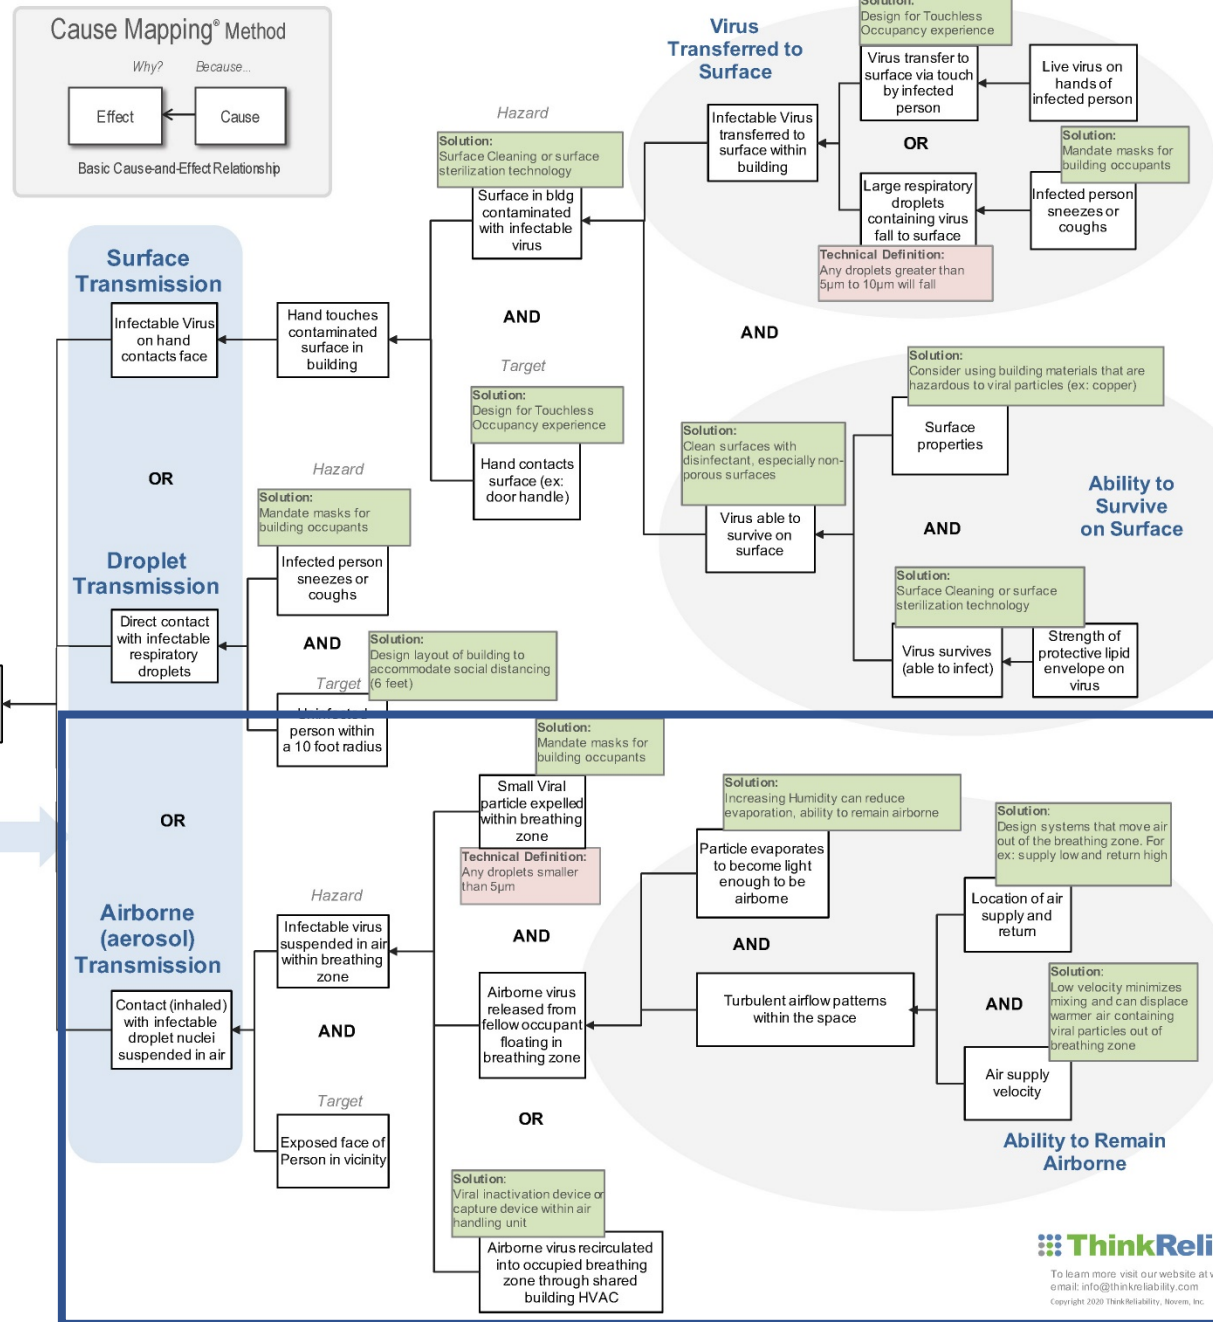 Cause Mapping® Method
Why? Because...
Effect
Cause
Basic Cause-and-Effect Relationship
Virus
Transferred to
Surface
Solution:
Design for Touchless
Occupancy experience
Virus transfer to
surface via touch
by infected
person
Live virus on
hands of
infected person
Hazard
Solution:
Surface Cleaning or surface
sterilization technology
Surface in bldg
contaminated
with infectable
virus
Infectable Virus
transferred to
surface within
building
OR
Solution:
Mandate masks for
building occupants
Large respiratory
droplets
containing virus
fall to surface
Infected person
sneezes or
coughs
Technical Definition:
Any droplets greater than
5µm to 10µm will fall
Surface
Transmission
Infectable Virus
on hand
contacts face
Hand touches
contaminated
surface in
building
AND
AND
Target
Solution:
Design for Touchless
Occupancy experience
Hand contacts
surface (ex:
door handle)
Solution:
Consider using building materials that are
hazardous to viral particles (ex: copper)
Surface
properties
Solution:
Clean surfaces with
disinfectant, especially non-
porous surfaces
Virus able to
survive on
surface
AND
Ability to
Survive
on Surface
Solution:
Surface Cleaning or surface
sterilization technology
Virus survives
(able to infect)
Strength of
protective lipid
envelope on
virus
OR
Hazard
Solution:
Mandate masks for
building occupants
Infected person
sneezes or
coughs
Droplet
Transmission
Direct contact
with infectable
respiratory
droplets
AND
Solution:
Design layout of building to
accommodate social distancing
(6 feet)
Target
Uninfected
person within
a 10 foot radius
OR
Solution:
Mandate masks for
building occupants
Small Viral
particle expelled
within breathing
zone
Technical Definition:
Any droplets smaller
than 5µm
Solution:
Increasing Humidity can reduce
evaporation, ability to remain airborne
Particle evaporates
to become light
enough to be
airborne
Solution:
Design systems that move air
out of the breathing zone. For
ex: supply low and return high
Location of air
supply and
return
Airborne
(aerosol)
Transmission
Contact (inhaled)
with infectable
droplet nuclei
suspended in air
Hazard
Infectable virus
suspended in air
within breathing
zone
AND
Target
Exposed face of
Person in vicinity
AND
Airborne virus
released from
fellow occupant
floating in
breathing zone
AND
Turbulent airflow patterns
within the space
AND
Solution:
Low velocity minimizes
mixing and can displace
warmer air containing
viral particles out of
breathing zone
Air supply
velocity
OR
Ability to Remain
Airborne
Solution:
Viral inactivation device or
capture device within air
handling unit
Airborne virus recirculated
into occupied breathing
zone through shared
building HVAC
ThinkReli
To learn more visit our website at
email: info@thinkreliability.com
Copyright 2020 ThinkReliability, Novem, Inc.